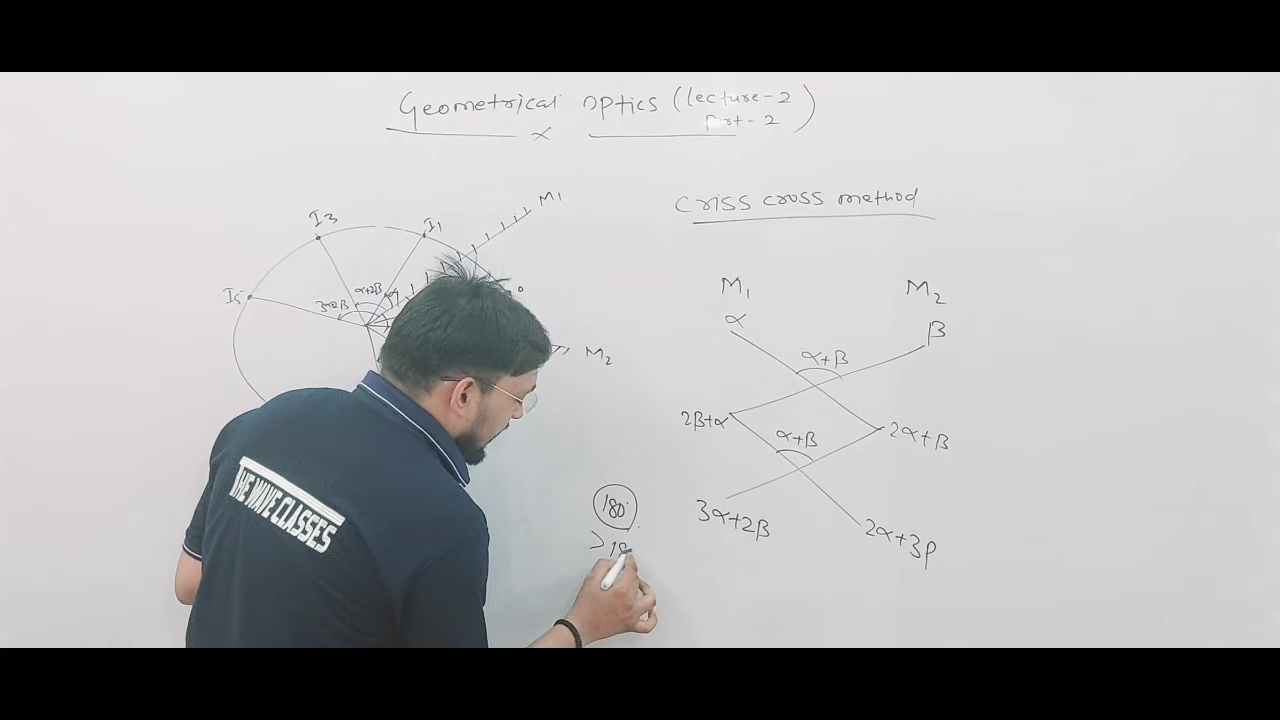 Geometrical Optics (lecture-2
Part-2)
Criss cross method
M1
I3
I1
I5
α+2β
3α+2β
M2
M1
M2
α
β
α+β
2β+α
2α+β
α+β
3α+2β
2α+3β
180°
>18
THE WAVE CLASSES